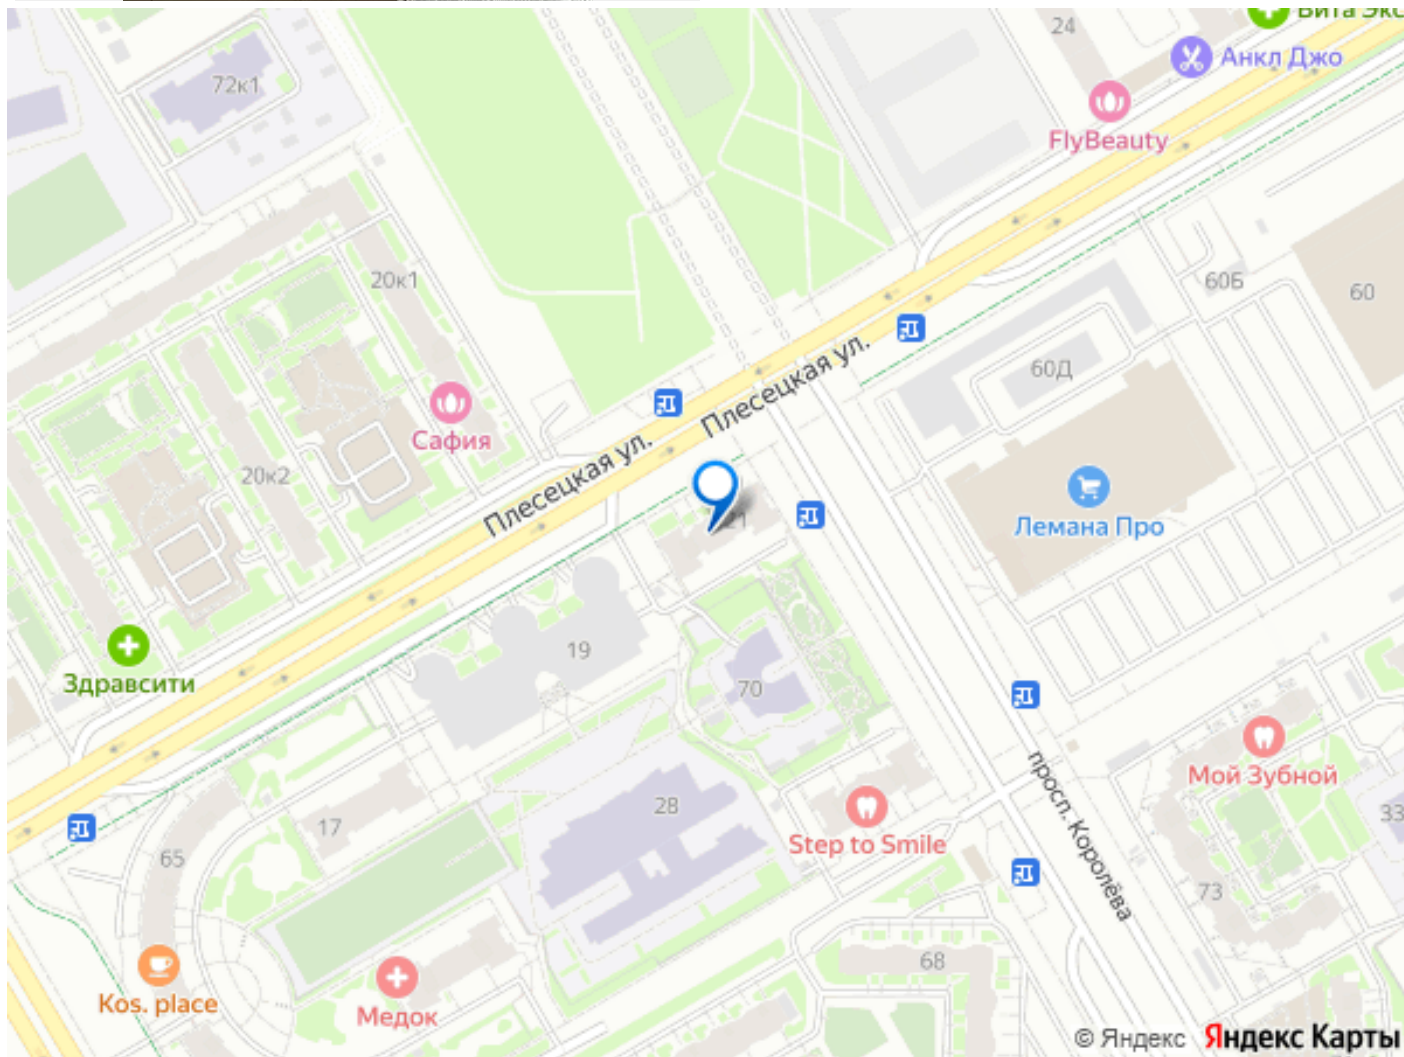 24
Вита Экс
Анкл Джо
72к1
FlyBeauty
20к1
60Б
60
Плесецкая ул.
60Д
Сафия
Плесецкая ул.
20к2
21
Лемана Про
19
Здравсити
70
Мой Зубной
просп. Королёва
28
17
Step to Smile
33
65
73
68
Kos. place
Медок
© Яндекс Яндекс Карты